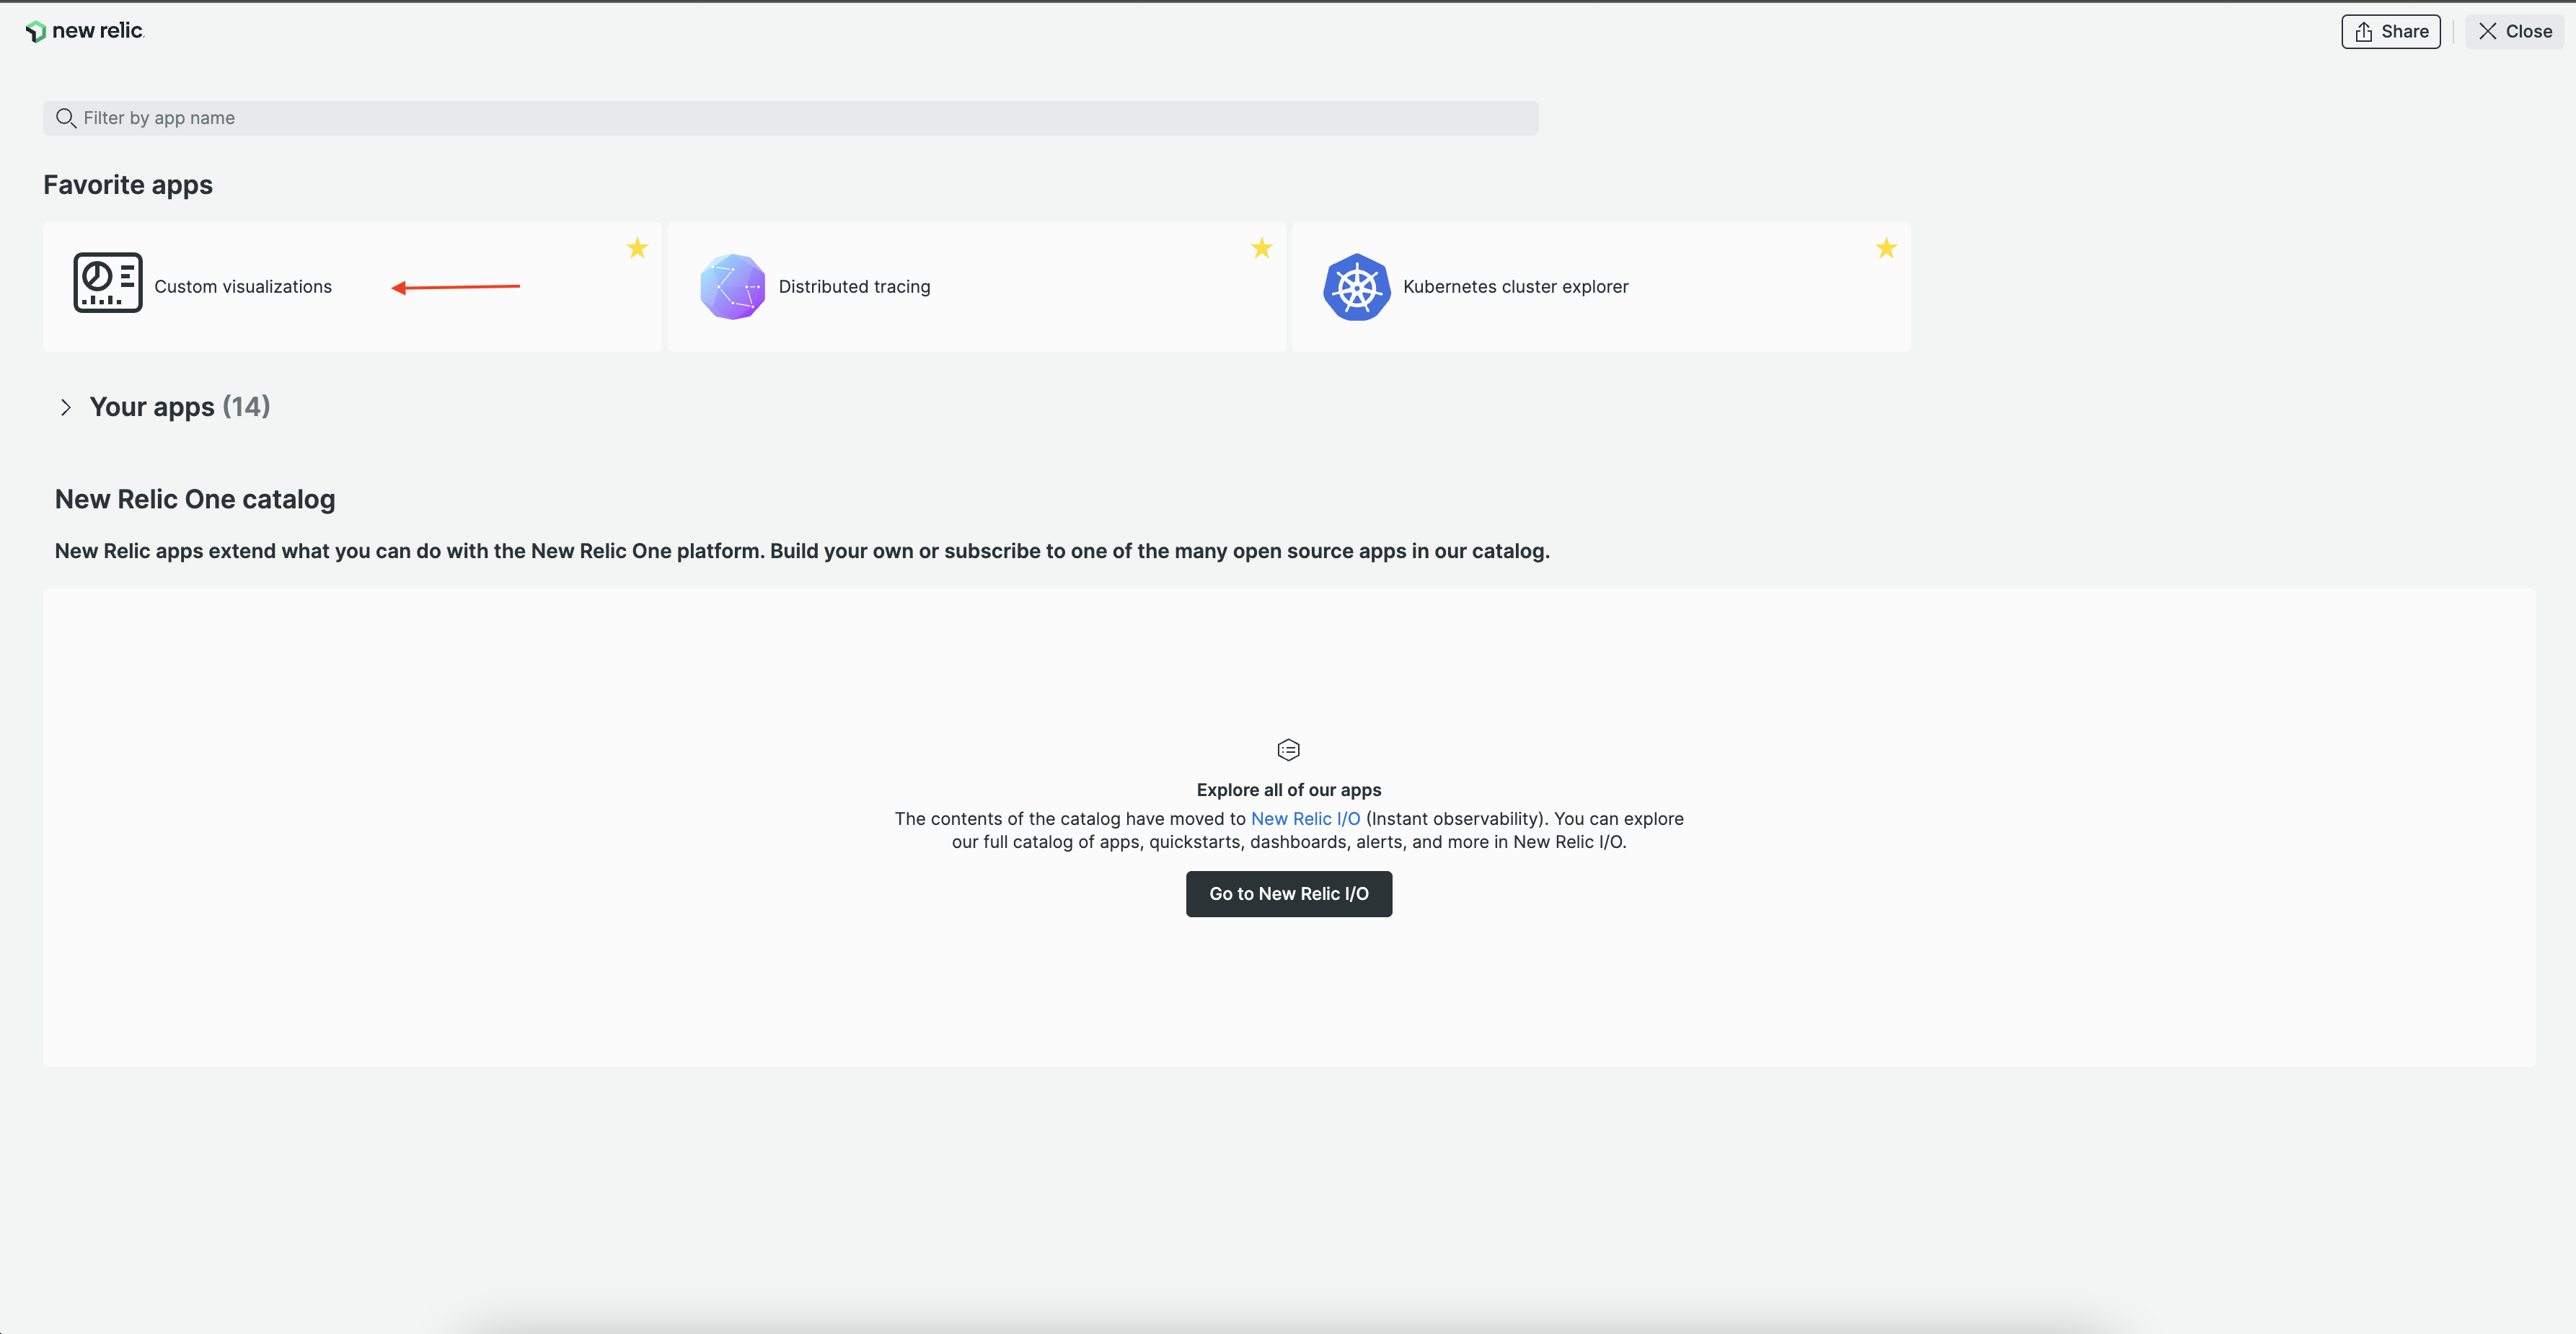 new relic.
Share
Close
Filter by app name
Favorite apps
Custom visualizations
Distributed tracing
Kubernetes cluster explorer
Your apps (14)
New Relic One catalog
New Relic apps extend what you can do with the New Relic One platform. Build your own or subscribe to one of the many open source apps in our catalog.
Explore all of our apps
The contents of the catalog have moved to New Relic I/O (Instant observability). You can explore
our full catalog of apps, quickstarts, dashboards, alerts, and more in New Relic I/O.
Go to New Relic I/O